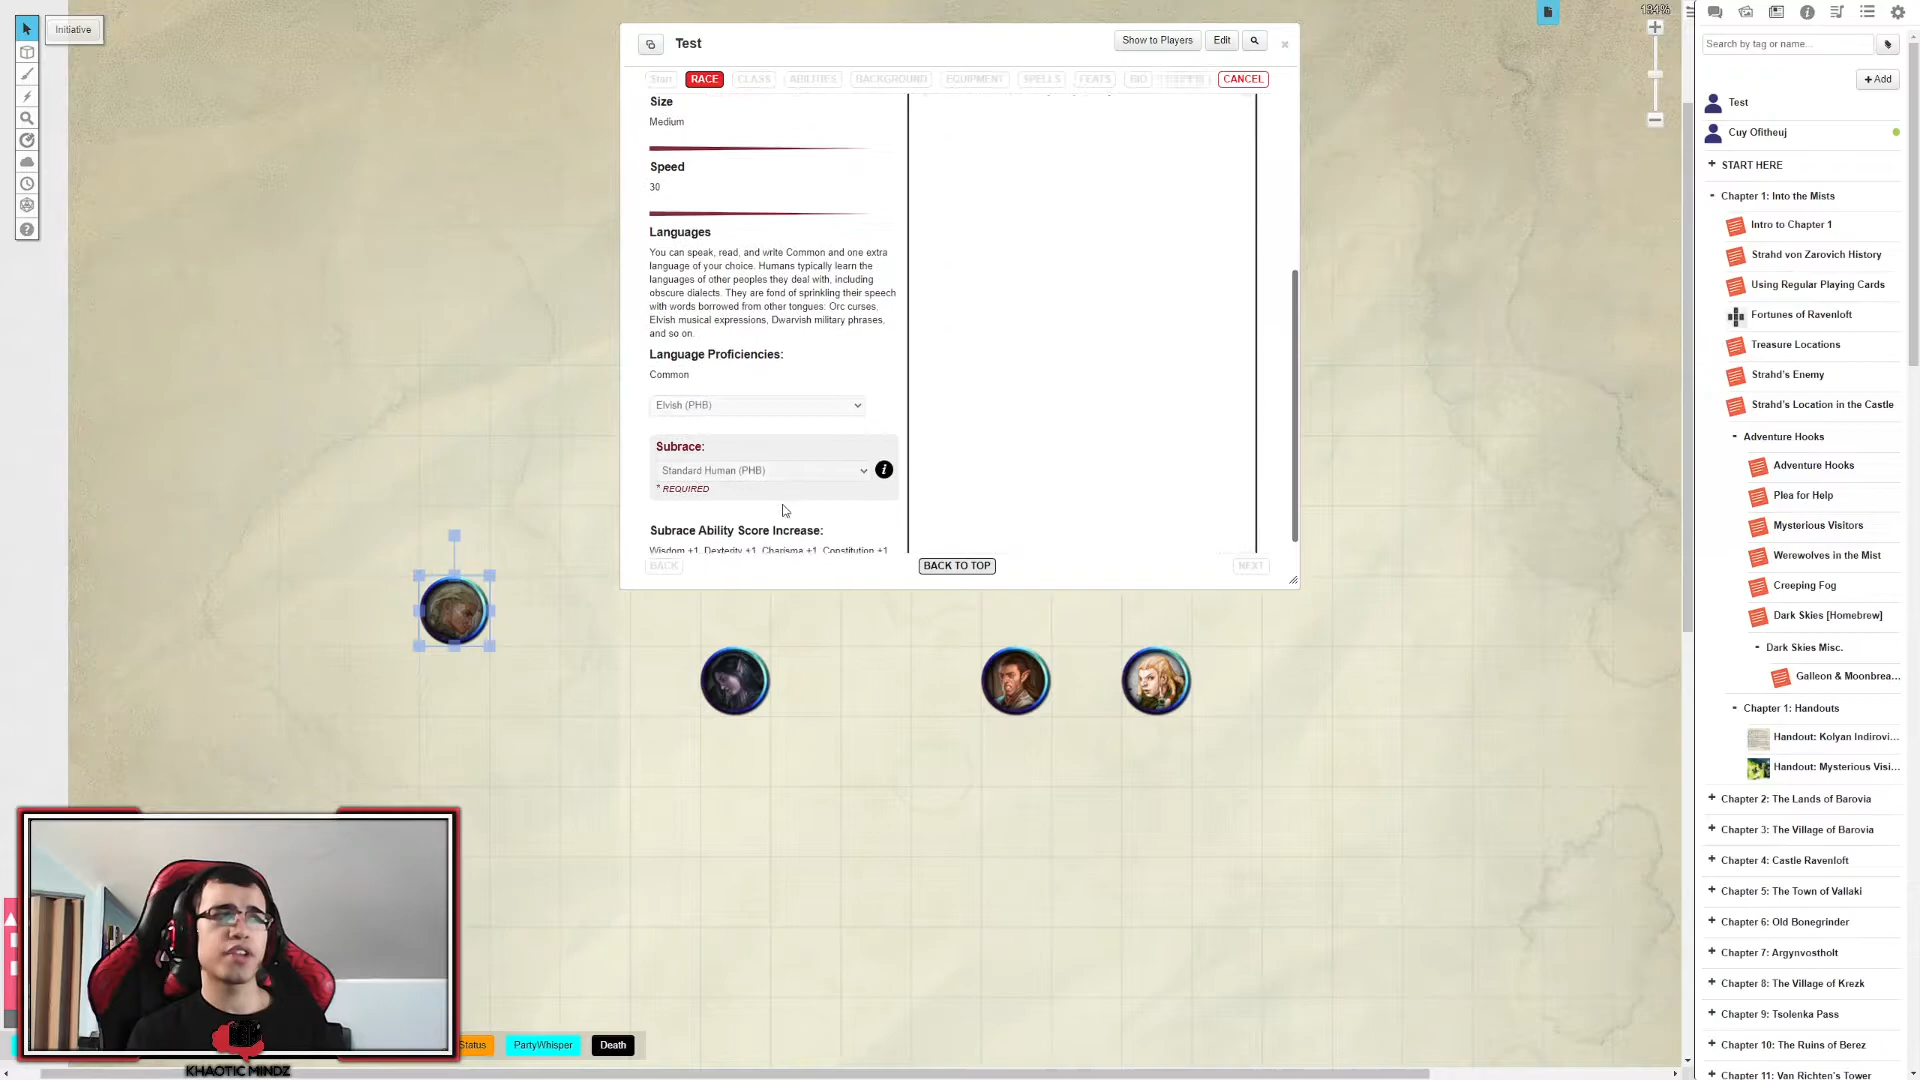 Initiative
Test
Show to Players
Edit
Start
RACE
CLASS
ABILITIES
BACKGROUND
EQUIPMENT
SPELLS
FEATS
BIO
CANCEL
Size
Medium
Speed
30
Languages
You can speak, read, and write Common and one extra
language of your choice. Humans typically learn the
languages of other peoples they deal with, including
obscure dialects. They are fond of sprinkling their speech
with words borrowed from other tongues: Orc curses,
Elvish musical expressions, Dwarvish military phrases,
and so on.
Language Proficiencies:
Common
Elvish (PHB)
Subrace:
Standard Human (PHB)
* REQUIRED
Subrace Ability Score Increase:
Wisdom +1, Dexterity +1, Charisma +1, Constitution +1
BACK
BACK TO TOP
NEXT
Search by tag or name...
+ Add
Test
Cuy Ofitheuj
+ START HERE
- Chapter 1: Into the Mists
Intro to Chapter 1
Strahd von Zarovich History
Using Regular Playing Cards
Fortunes of Ravenloft
Treasure Locations
Strahd's Enemy
Strahd's Location in the Castle
- Adventure Hooks
Adventure Hooks
Plea for Help
Mysterious Visitors
Werewolves in the Mist
Creeping Fog
Dark Skies [Homebrew]
- Dark Skies Misc.
Galleon & Moonbrea...
- Chapter 1: Handouts
Handout: Kolyan Indirovi...
Handout: Mysterious Visi...
+ Chapter 2: The Lands of Barovia
+ Chapter 3: The Village of Barovia
+ Chapter 4: Castle Ravenloft
+ Chapter 5: The Town of Vallaki
+ Chapter 6: Old Bonegrinder
+ Chapter 7: Argynvostholt
+ Chapter 8: The Village of Krezk
+ Chapter 9: Tsolenka Pass
+ Chapter 10: The Ruins of Berez
+ Chapter 11: Van Richten's Tower
Status
PartyWhisper
Death
KHAOTIC MINDZ